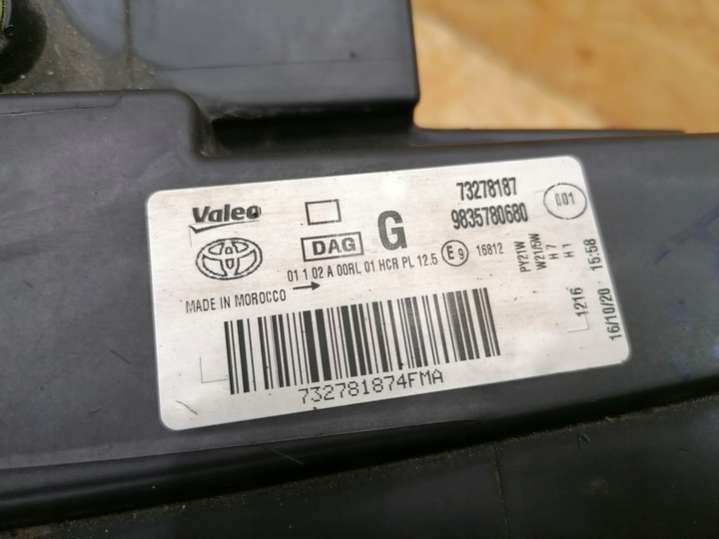 Valeo
73278187
9835780680
001
DAG
G
01 1 02 A 00RL 01 HCR PL 12.5
E9
16812
PY21W
W21/5W
H7
H1
MADE IN MOROCCO
1216
16/10/20 15:58
732781874FMA